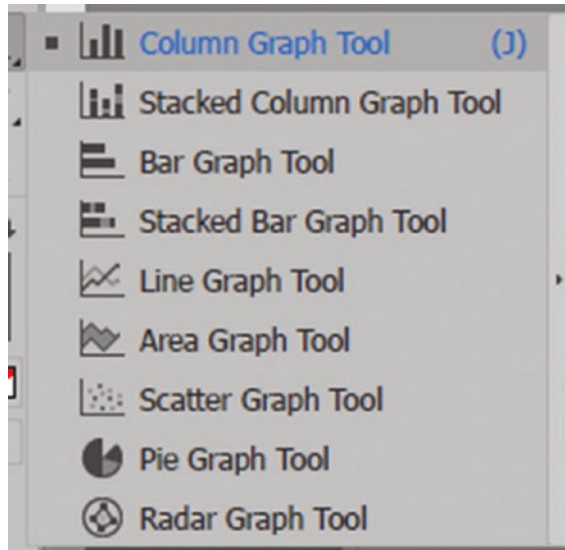 Column Graph Tool (J)
Stacked Column Graph Tool
Bar Graph Tool
Stacked Bar Graph Tool
Line Graph Tool
Area Graph Tool
Scatter Graph Tool
Pie Graph Tool
Radar Graph Tool